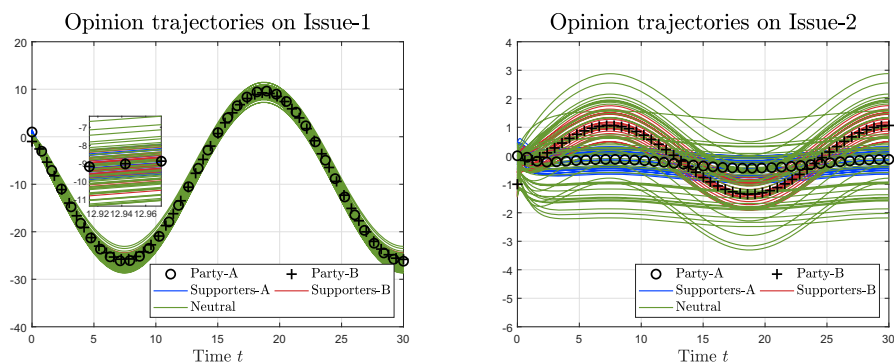 Opinion trajectories on Issue-1
20
10
0
-10
-20
-30
-40
-7
-8
-9
-10
-11
12.92 12.94 12.96
Party-A Party-B
Supporters-A Supporters-B
Neutral
0 5 10 15 20 25 30
Time t
Opinion trajectories on Issue-2
4
3
2
1
0
-1
-2
-3
-4
-5
-6
Party-A Party-B
Supporters-A Supporters-B
Neutral
0 5 10 15 20 25 30
Time t